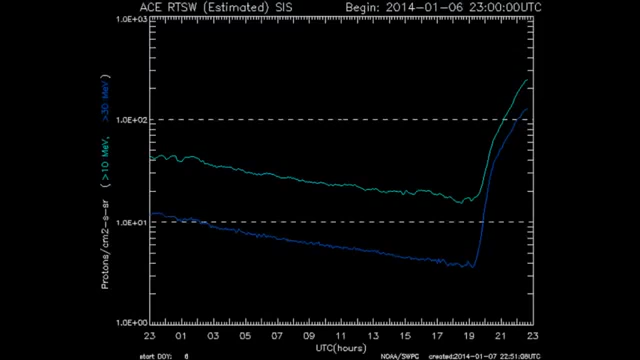 ACE RTSW (Estimated) SIS Begin: 2014-01-06 23:00:00UTC
1.0E+03
1.0E+02
1.0E+01
1.0E+00
Protons/cm2-s-sr (>10 MeV, >30 MeV)
23 01 03 05 07 09 11 13 15 17 19 21 23
UTC(hours)
start DOY: 6 NOAA/SWPC created:2014-01-07 22:51:08UTC